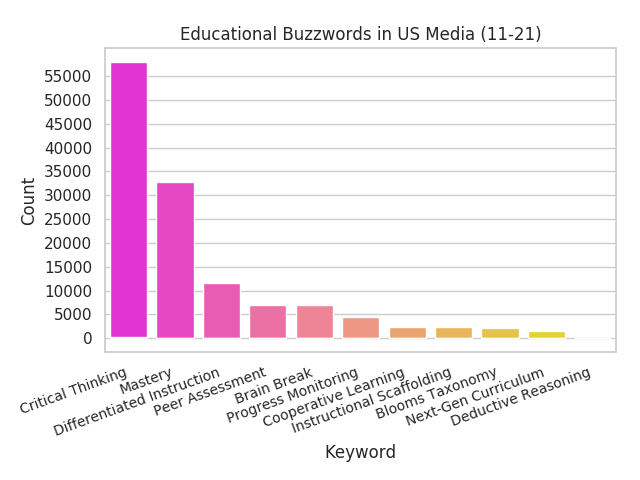 Educational Buzzwords in US Media (11-21)
55000
50000
45000
40000
35000
30000
25000
20000
15000
10000
5000
0
Count
Critical Thinking
Mastery
Differentiated Instruction
Peer Assessment
Brain Break
Progress Monitoring
Cooperative Learning
Instructional Scaffolding
Blooms Taxonomy
Next-Gen Curriculum
Deductive Reasoning
Keyword